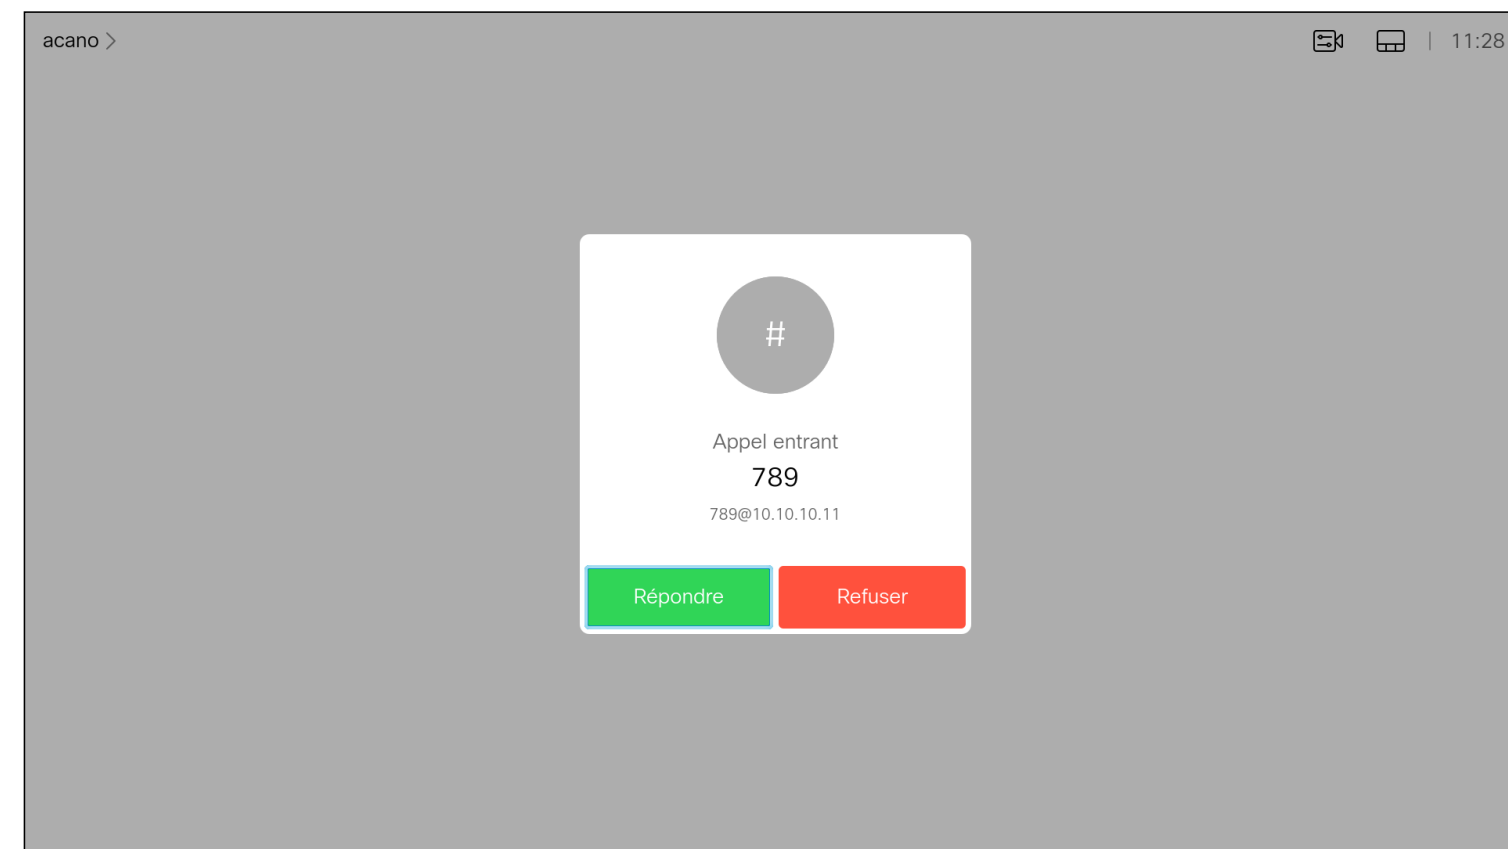 acano
11:28
#
Appel entrant
789
789@10.10.10.11
Répondre
Refuser